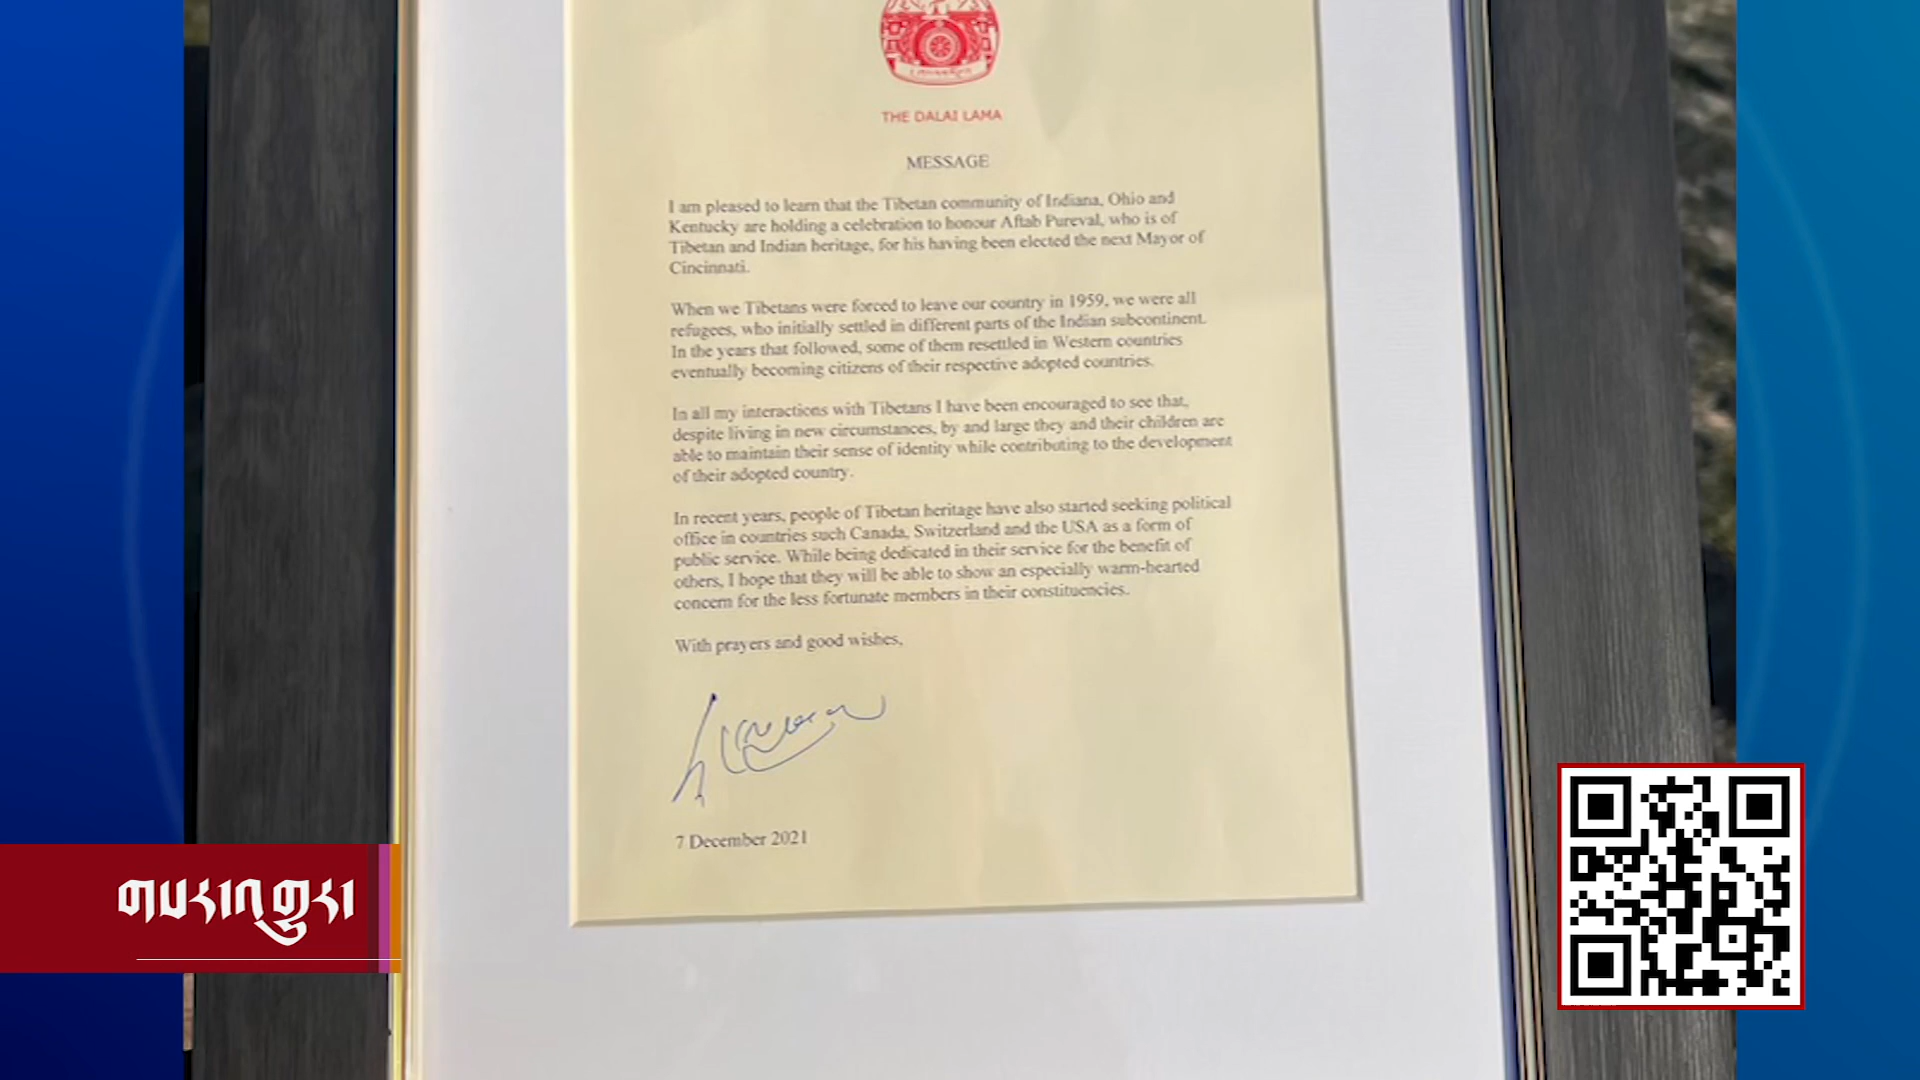 THE DALAI LAMA
MESSAGE
I am pleased to learn that the Tibetan community of Indiana, Ohio and
Kentucky are holding a celebration to honour Aftab Pureval, who is of
Tibetan and Indian heritage, for his having been elected the next Mayor of
Cincinnati.
When we Tibetans were forced to leave our country in 1959, we were all
refugees, who initially settled in different parts of the Indian subcontinent.
In the years that followed, some of them resettled in Western countries
eventually becoming citizens of their respective adopted countries.
In all my interactions with Tibetans I have been encouraged to see that,
despite living in new circumstances, by and large they and their children are
able to maintain their sense of identity while contributing to the development
of their adopted country.
In recent years, people of Tibetan heritage have also started seeking political
office in countries such Canada, Switzerland and the USA as a form of
public service. While being dedicated in their service for the benefit of
others, I hope that they will be able to show an especially warm-hearted
concern for the less fortunate members in their constituencies.
With prayers and good wishes,
7 December 2021